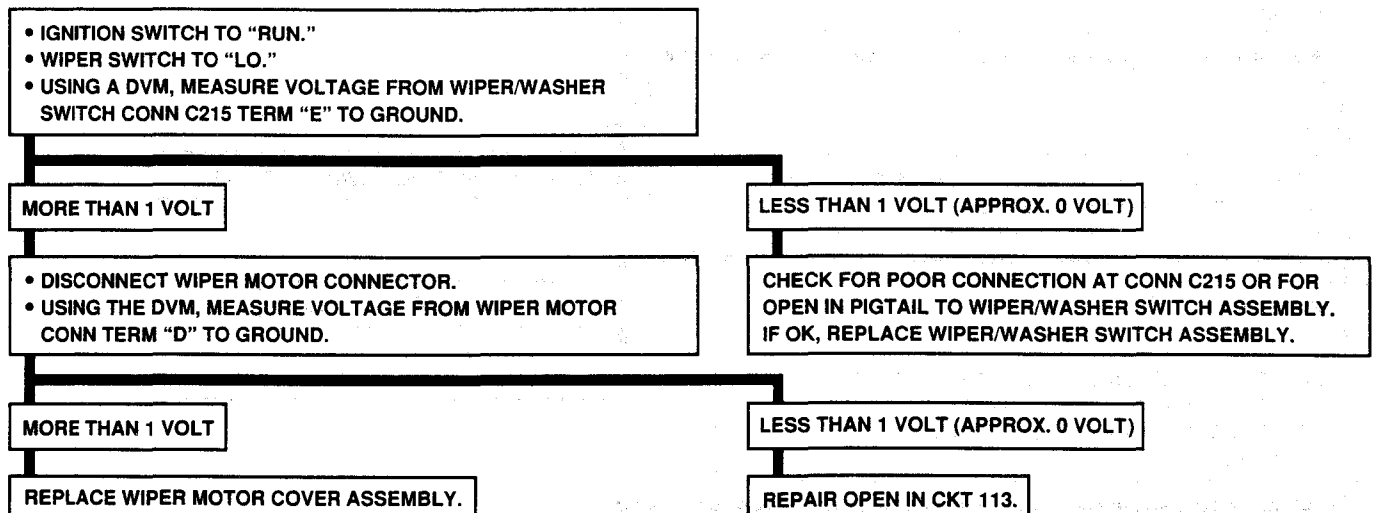 • IGNITION SWITCH TO “RUN.”
• WIPER SWITCH TO “LO.”
• USING A DVM, MEASURE VOLTAGE FROM WIPER/WASHER
SWITCH CONN C215 TERM “E” TO GROUND.
MORE THAN 1 VOLT
LESS THAN 1 VOLT (APPROX. 0 VOLT)
• DISCONNECT WIPER MOTOR CONNECTOR.
• USING THE DVM, MEASURE VOLTAGE FROM WIPER MOTOR
CONN TERM “D” TO GROUND.
CHECK FOR POOR CONNECTION AT CONN C215 OR FOR
OPEN IN PIGTAIL TO WIPER/WASHER SWITCH ASSEMBLY.
IF OK, REPLACE WIPER/WASHER SWITCH ASSEMBLY.
MORE THAN 1 VOLT
LESS THAN 1 VOLT (APPROX. 0 VOLT)
REPLACE WIPER MOTOR COVER ASSEMBLY.
REPAIR OPEN IN CKT 113.